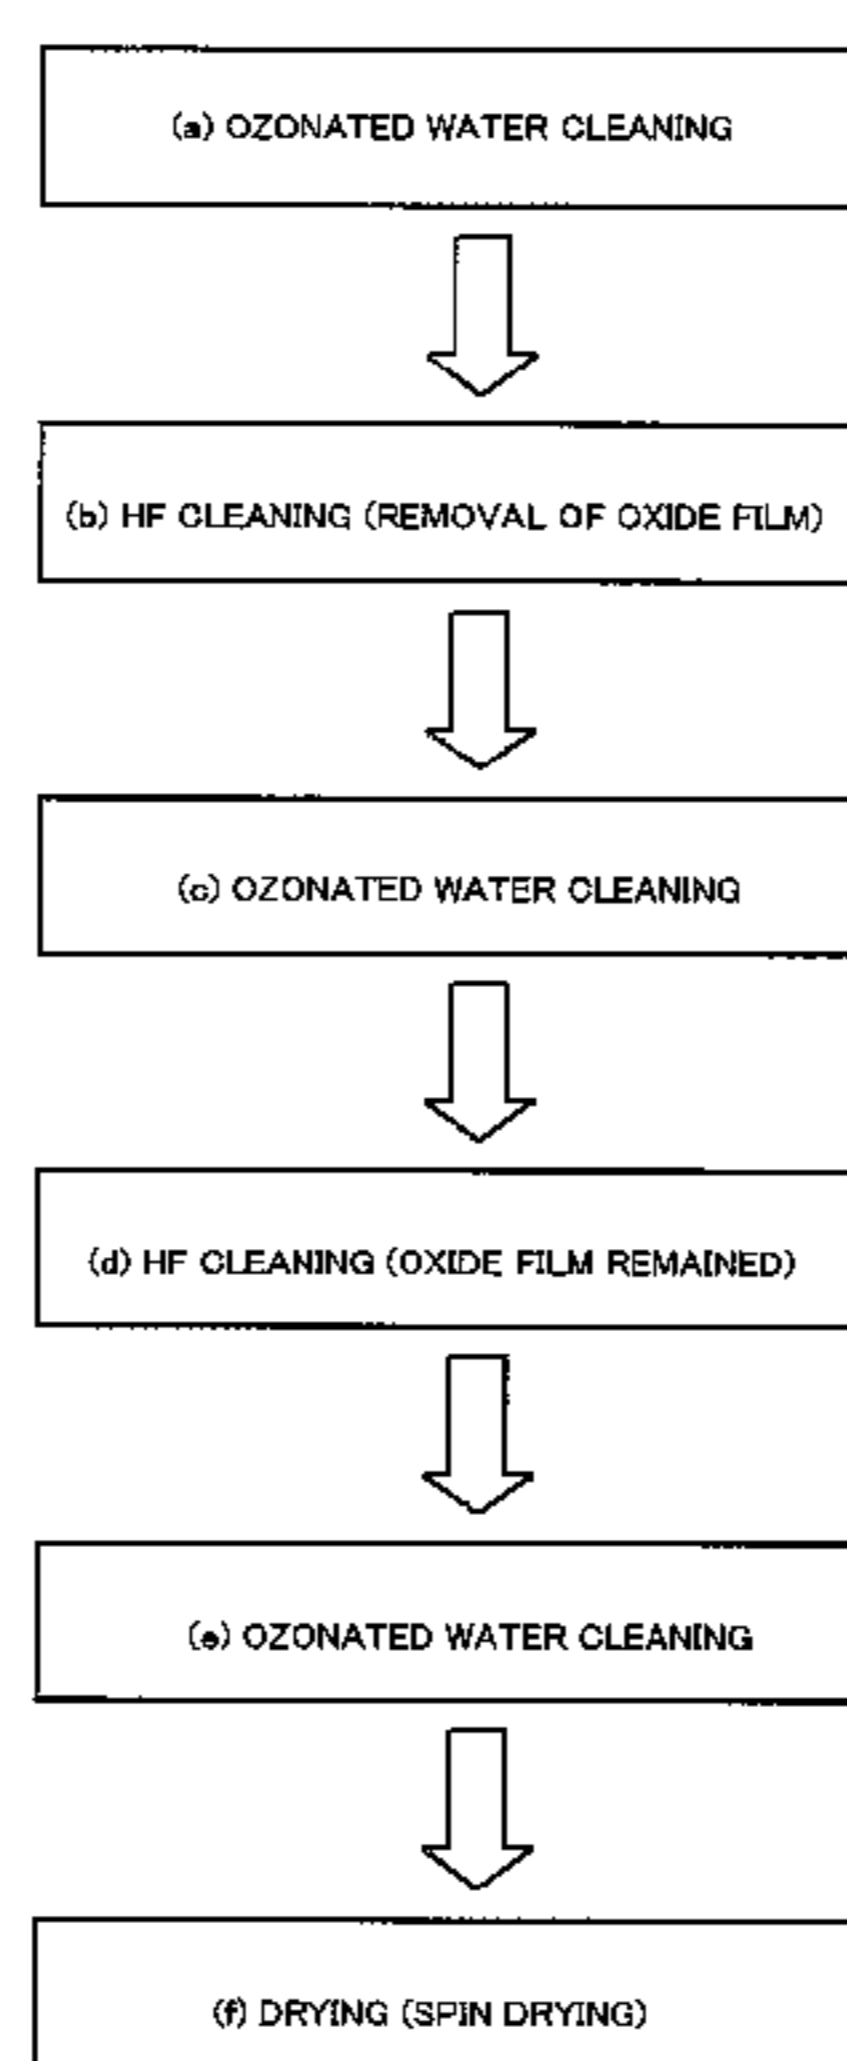 (a) OZONATED WATER CLEANING
(b) HF CLEANING (REMOVAL OF OXIDE FILM)
(c) OZONATED WATER CLEANING
(d) HF CLEANING (OXIDE FILM REMAINED)
(e) OZONATED WATER CLEANING
(f) DRYING (SPIN DRYING)